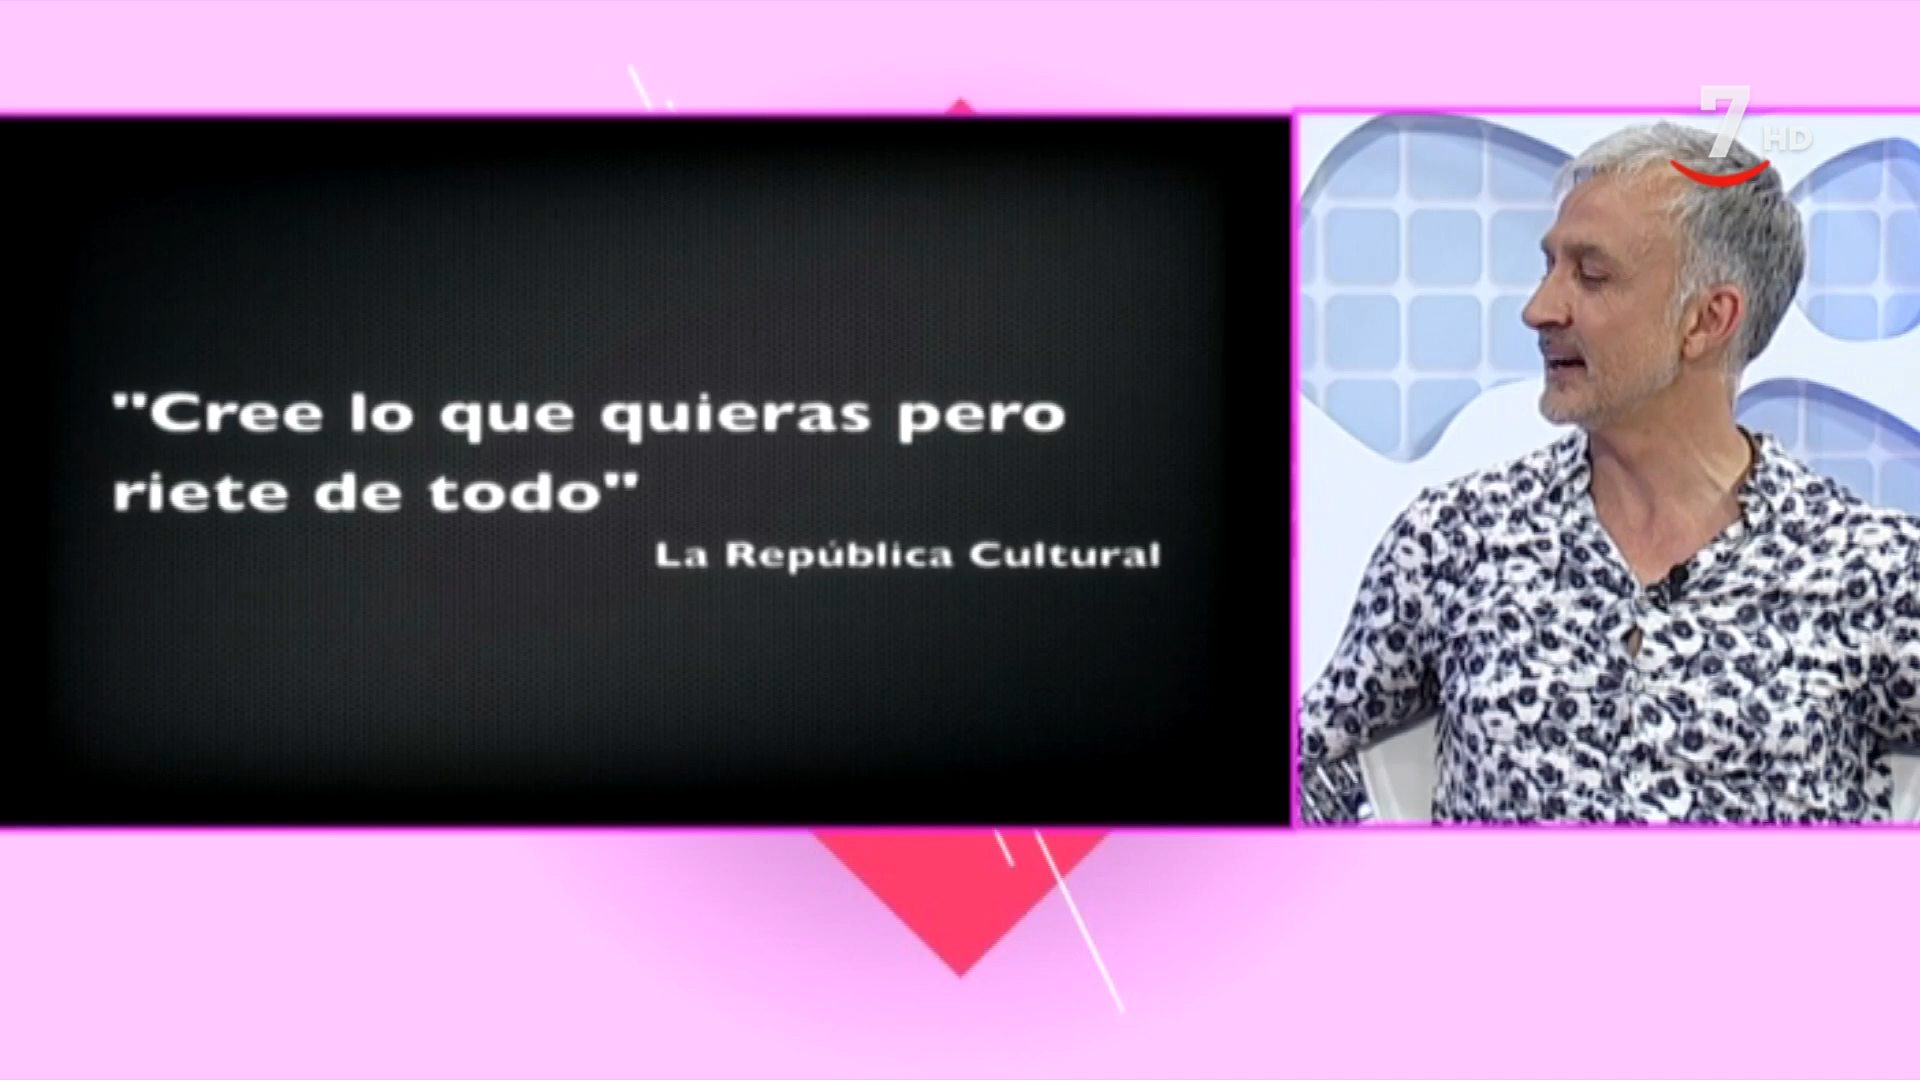 7 HD
"Cree lo que quieras pero
riete de todo"
La República Cultural